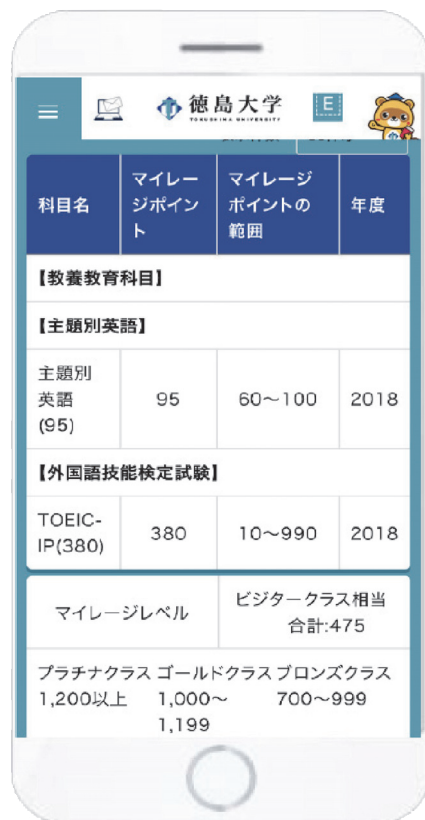 徳島大学
TOKUSHIMA UNIVERSITY
E
科目名
マイレー
ジポイン
ト
マイレージ
ポイントの
範囲
年度
【教養教育科目】
【主題別英語】
主題別
英語
(95)
95
60～100
2018
【外国語技能検定試験】
TOEIC-
IP(380)
380
10～990
2018
マイレージレベル
ビジタークラス相当
合計:475
プラチナクラス ゴールドクラス ブロンズクラス
1,200以上 1,000～ 700～999
1,199